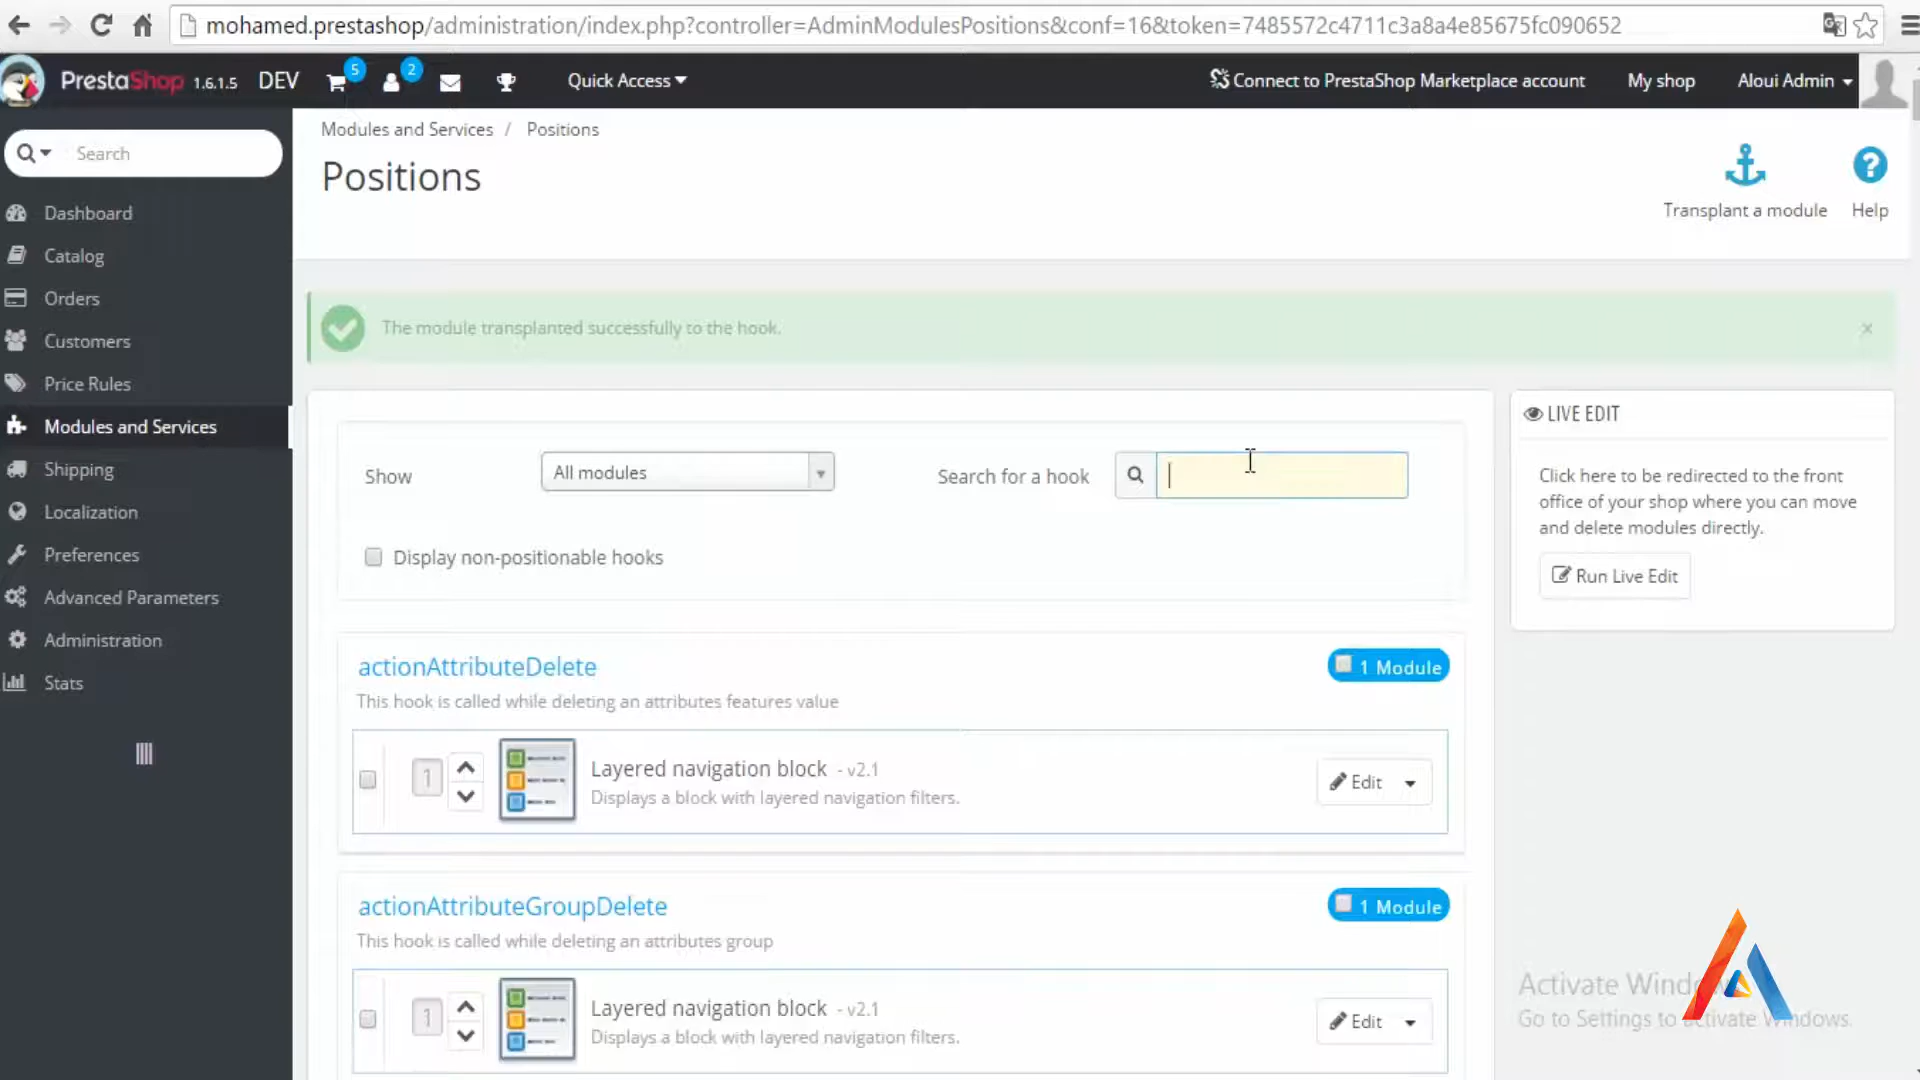 mohamed.prestashop/administration/index.php?controller=AdminModulesPositions&conf=16&token=7485572c4711c3a8a4e85675fc090652
PrestaShop 1.6.1.5 DEV 5 2 Quick Access Connect to PrestaShop Marketplace account My shop Aloui Admin
Search
Dashboard
Catalog
Orders
Customers
Price Rules
Modules and Services
Shipping
Localization
Preferences
Advanced Parameters
Administration
Stats
Modules and Services / Positions
Positions
Transplant a module Help
The module transplanted successfully to the hook. ×
Show All modules Search for a hook
Display non-positionable hooks
LIVE EDIT
Click here to be redirected to the front
office of your shop where you can move
and delete modules directly.
Run Live Edit
actionAttributeDelete 1 Module
This hook is called while deleting an attributes features value
1 Layered navigation block - v2.1
Displays a block with layered navigation filters.
Edit
actionAttributeGroupDelete 1 Module
This hook is called while deleting an attributes group
1 Layered navigation block - v2.1
Displays a block with layered navigation filters.
Edit
Activate
Go to Settings to activate Windows.